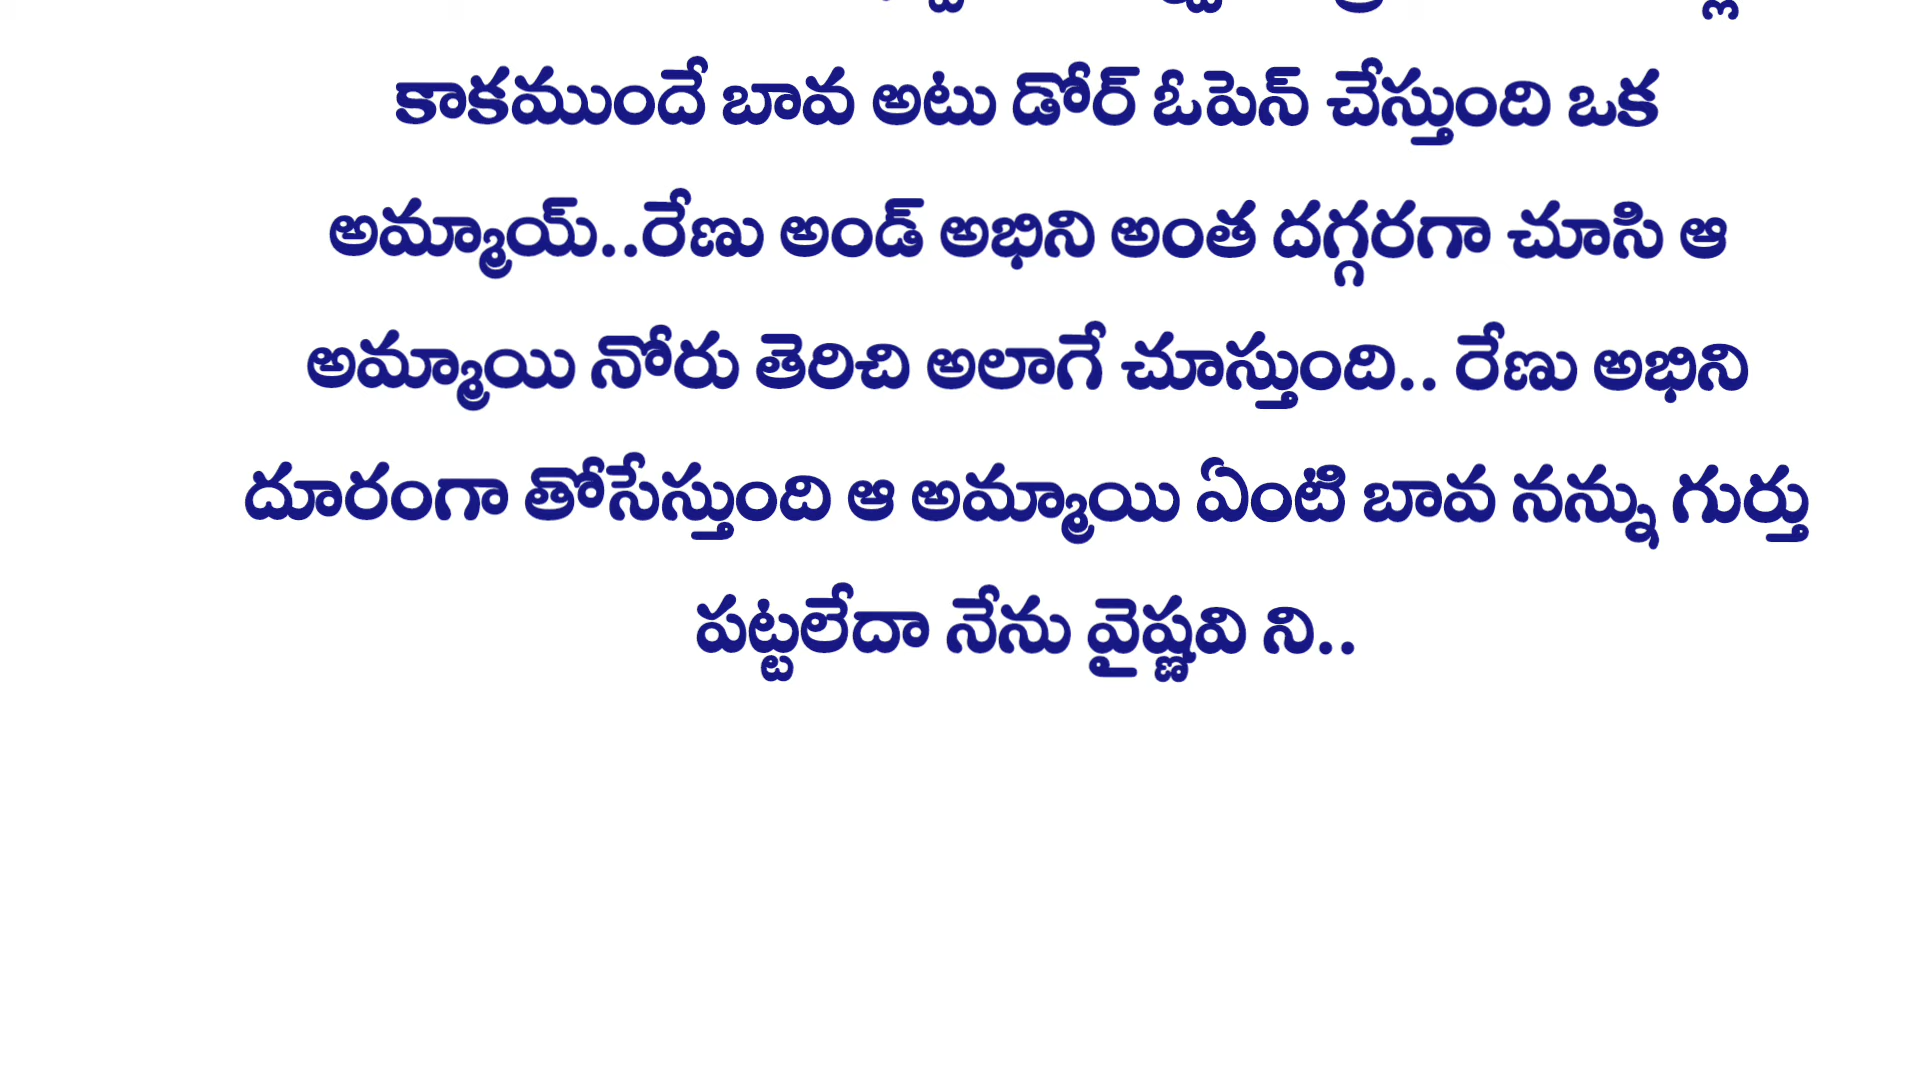 కాకముందే బావ అటు డోర్ ఓపెన్ చేస్తుంది ఒక
అమ్మాయ్..రేణు అండ్ అభిని అంత దగ్గరగా చూసి ఆ
అమ్మాయి నోరు తెరిచి అలాగే చూస్తుంది.. రేణు అభిని
దూరంగా తోసేస్తుంది ఆ అమ్మాయి ఏంటి బావ నన్ను గుర్తు
పట్టలేదా నేను వైష్ణవి ని..